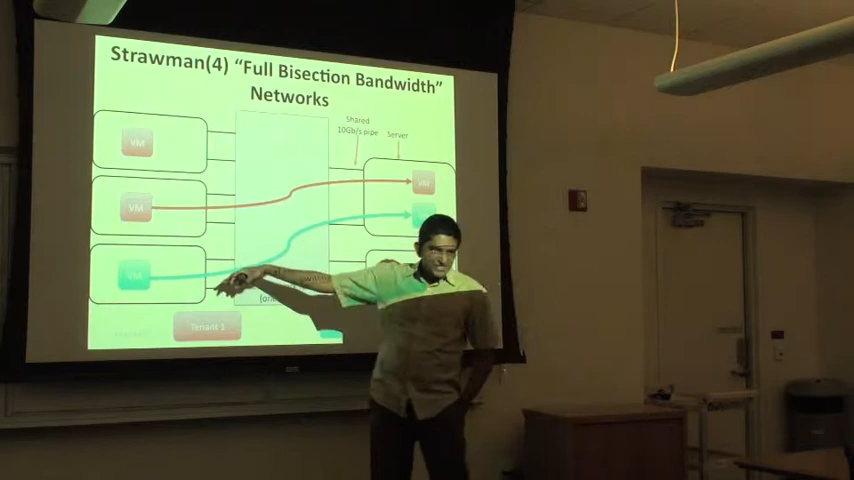 Strawman(4) "Full Bisection Bandwidth"
Networks
Shared
10Gb/s pipe
Server
VM
VM
VM
VM
Tenant 1